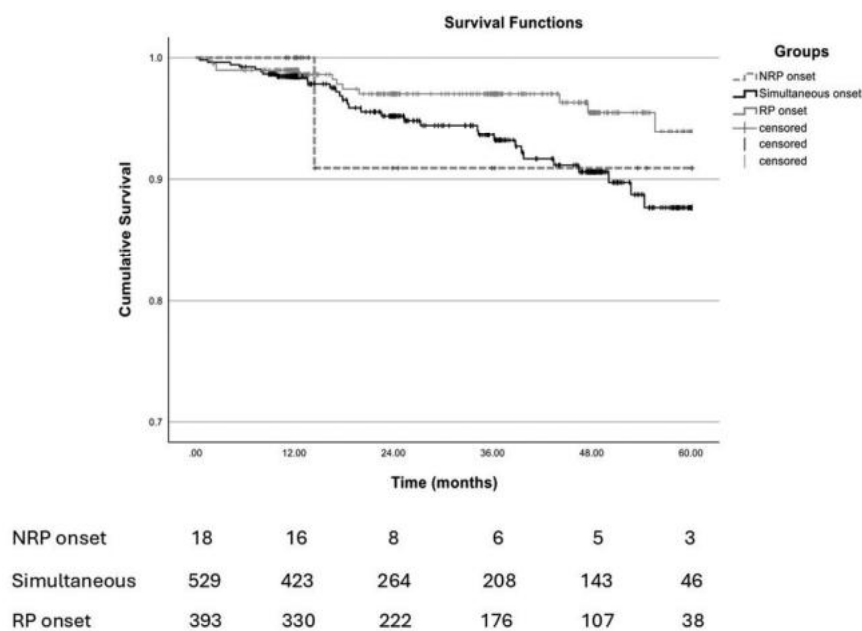 Survival Functions
Groups
NRP onset
Simultaneous onset
RP onset
censored
censored
censored
1.0
0.9
0.8
0.7
Cumulative Survival
.00 12.00 24.00 36.00 48.00 60.00
Time (months)
NRP onset 18 16 8 6 5 3
Simultaneous 529 423 264 208 143 46
RP onset 393 330 222 176 107 38